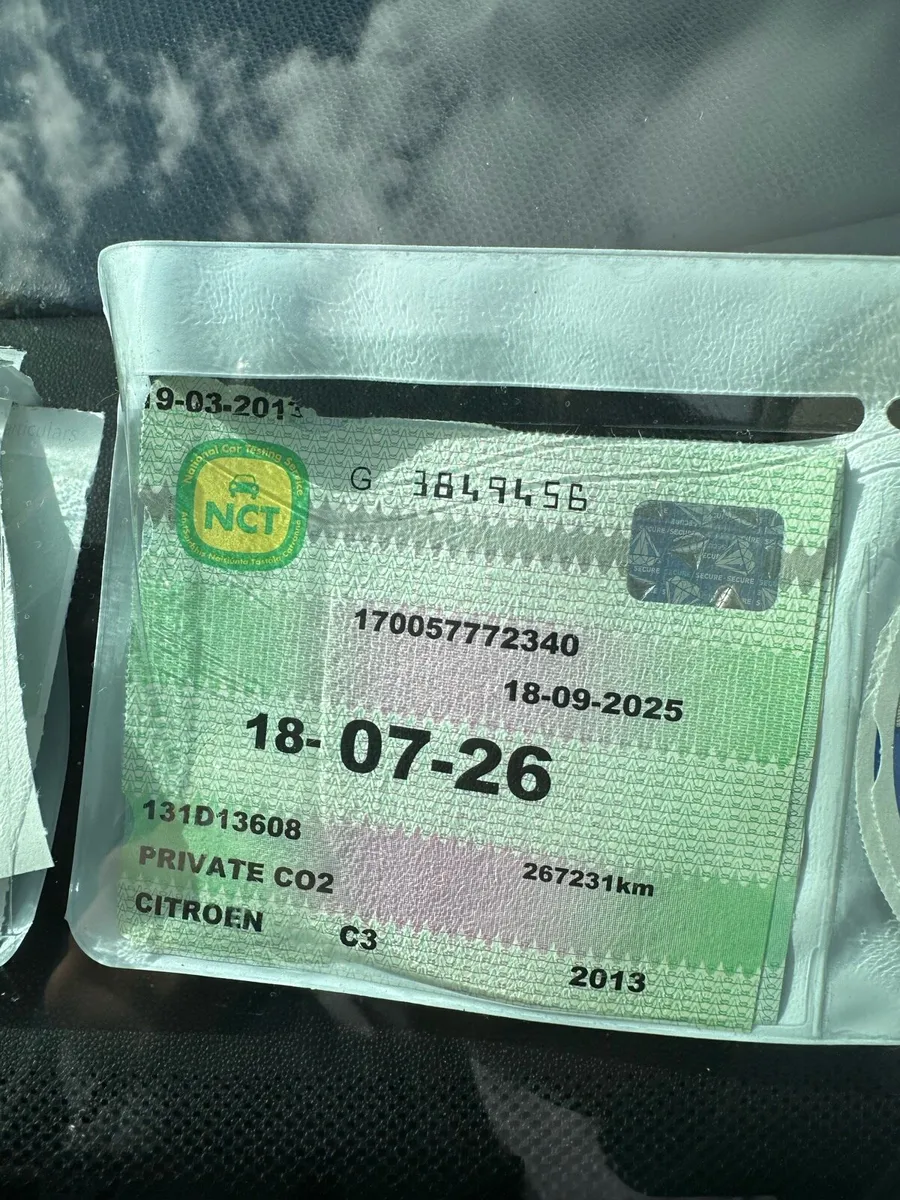 19-03-2013
National Car Testing Service
NCT
G 3849456
SECURE SECURE
170057772340
18-09-2025
18-07-26
131D13608
267231km
PRIVATE CO2
CITROEN
C3
2013